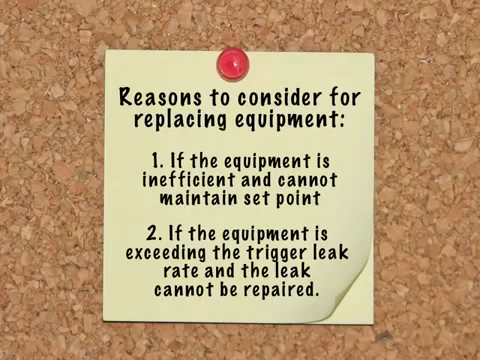 Reasons to consider for
replacing equipment:
1. If the equipment is
inefficient and cannot
maintain set point
2. If the equipment is
exceeding the trigger leak
rate and the leak
cannot be repaired.